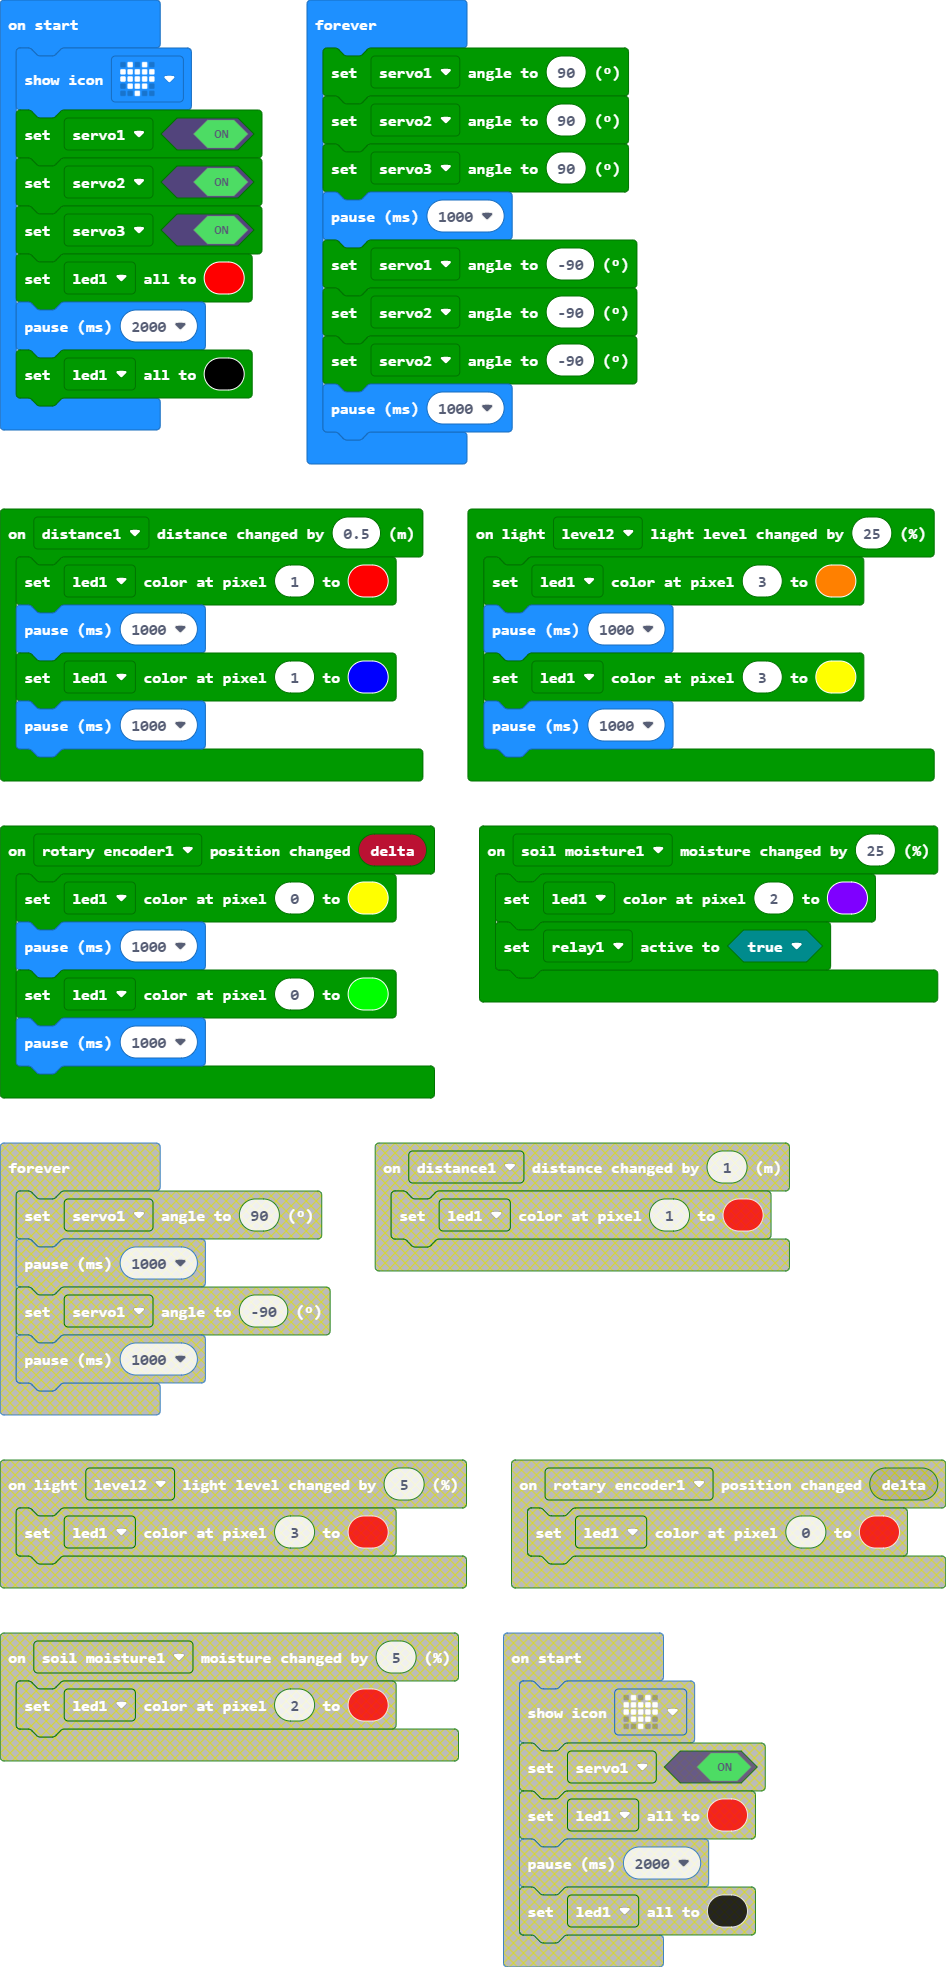 on start
show icon
set servo1 ON
set servo2 ON
set servo3 ON
set led1 all to
pause (ms) 2000
set led1 all to
forever
set servo1 angle to 90 (º)
set servo2 angle to 90 (º)
set servo3 angle to 90 (º)
pause (ms) 1000
set servo1 angle to -90 (º)
set servo2 angle to -90 (º)
set servo2 angle to -90 (º)
pause (ms) 1000
on distance1 distance changed by 0.5 (m)
set led1 color at pixel 1 to
pause (ms) 1000
set led1 color at pixel 1 to
pause (ms) 1000
on light level2 light level changed by 25 (%)
set led1 color at pixel 3 to
pause (ms) 1000
set led1 color at pixel 3 to
pause (ms) 1000
on rotary encoder1 position changed delta
set led1 color at pixel 0 to
pause (ms) 1000
set led1 color at pixel 0 to
pause (ms) 1000
on soil moisture1 moisture changed by 25 (%)
set led1 color at pixel 2 to
set relay1 active to true
forever
set servo1 angle to 90 (º)
pause (ms) 1000
set servo1 angle to -90 (º)
pause (ms) 1000
on distance1 distance changed by 1 (m)
set led1 color at pixel 1 to
on light level2 light level changed by 5 (%)
set led1 color at pixel 3 to
on rotary encoder1 position changed delta
set led1 color at pixel 0 to
on soil moisture1 moisture changed by 5 (%)
set led1 color at pixel 2 to
on start
show icon
set servo1 ON
set led1 all to
pause (ms) 2000
set led1 all to